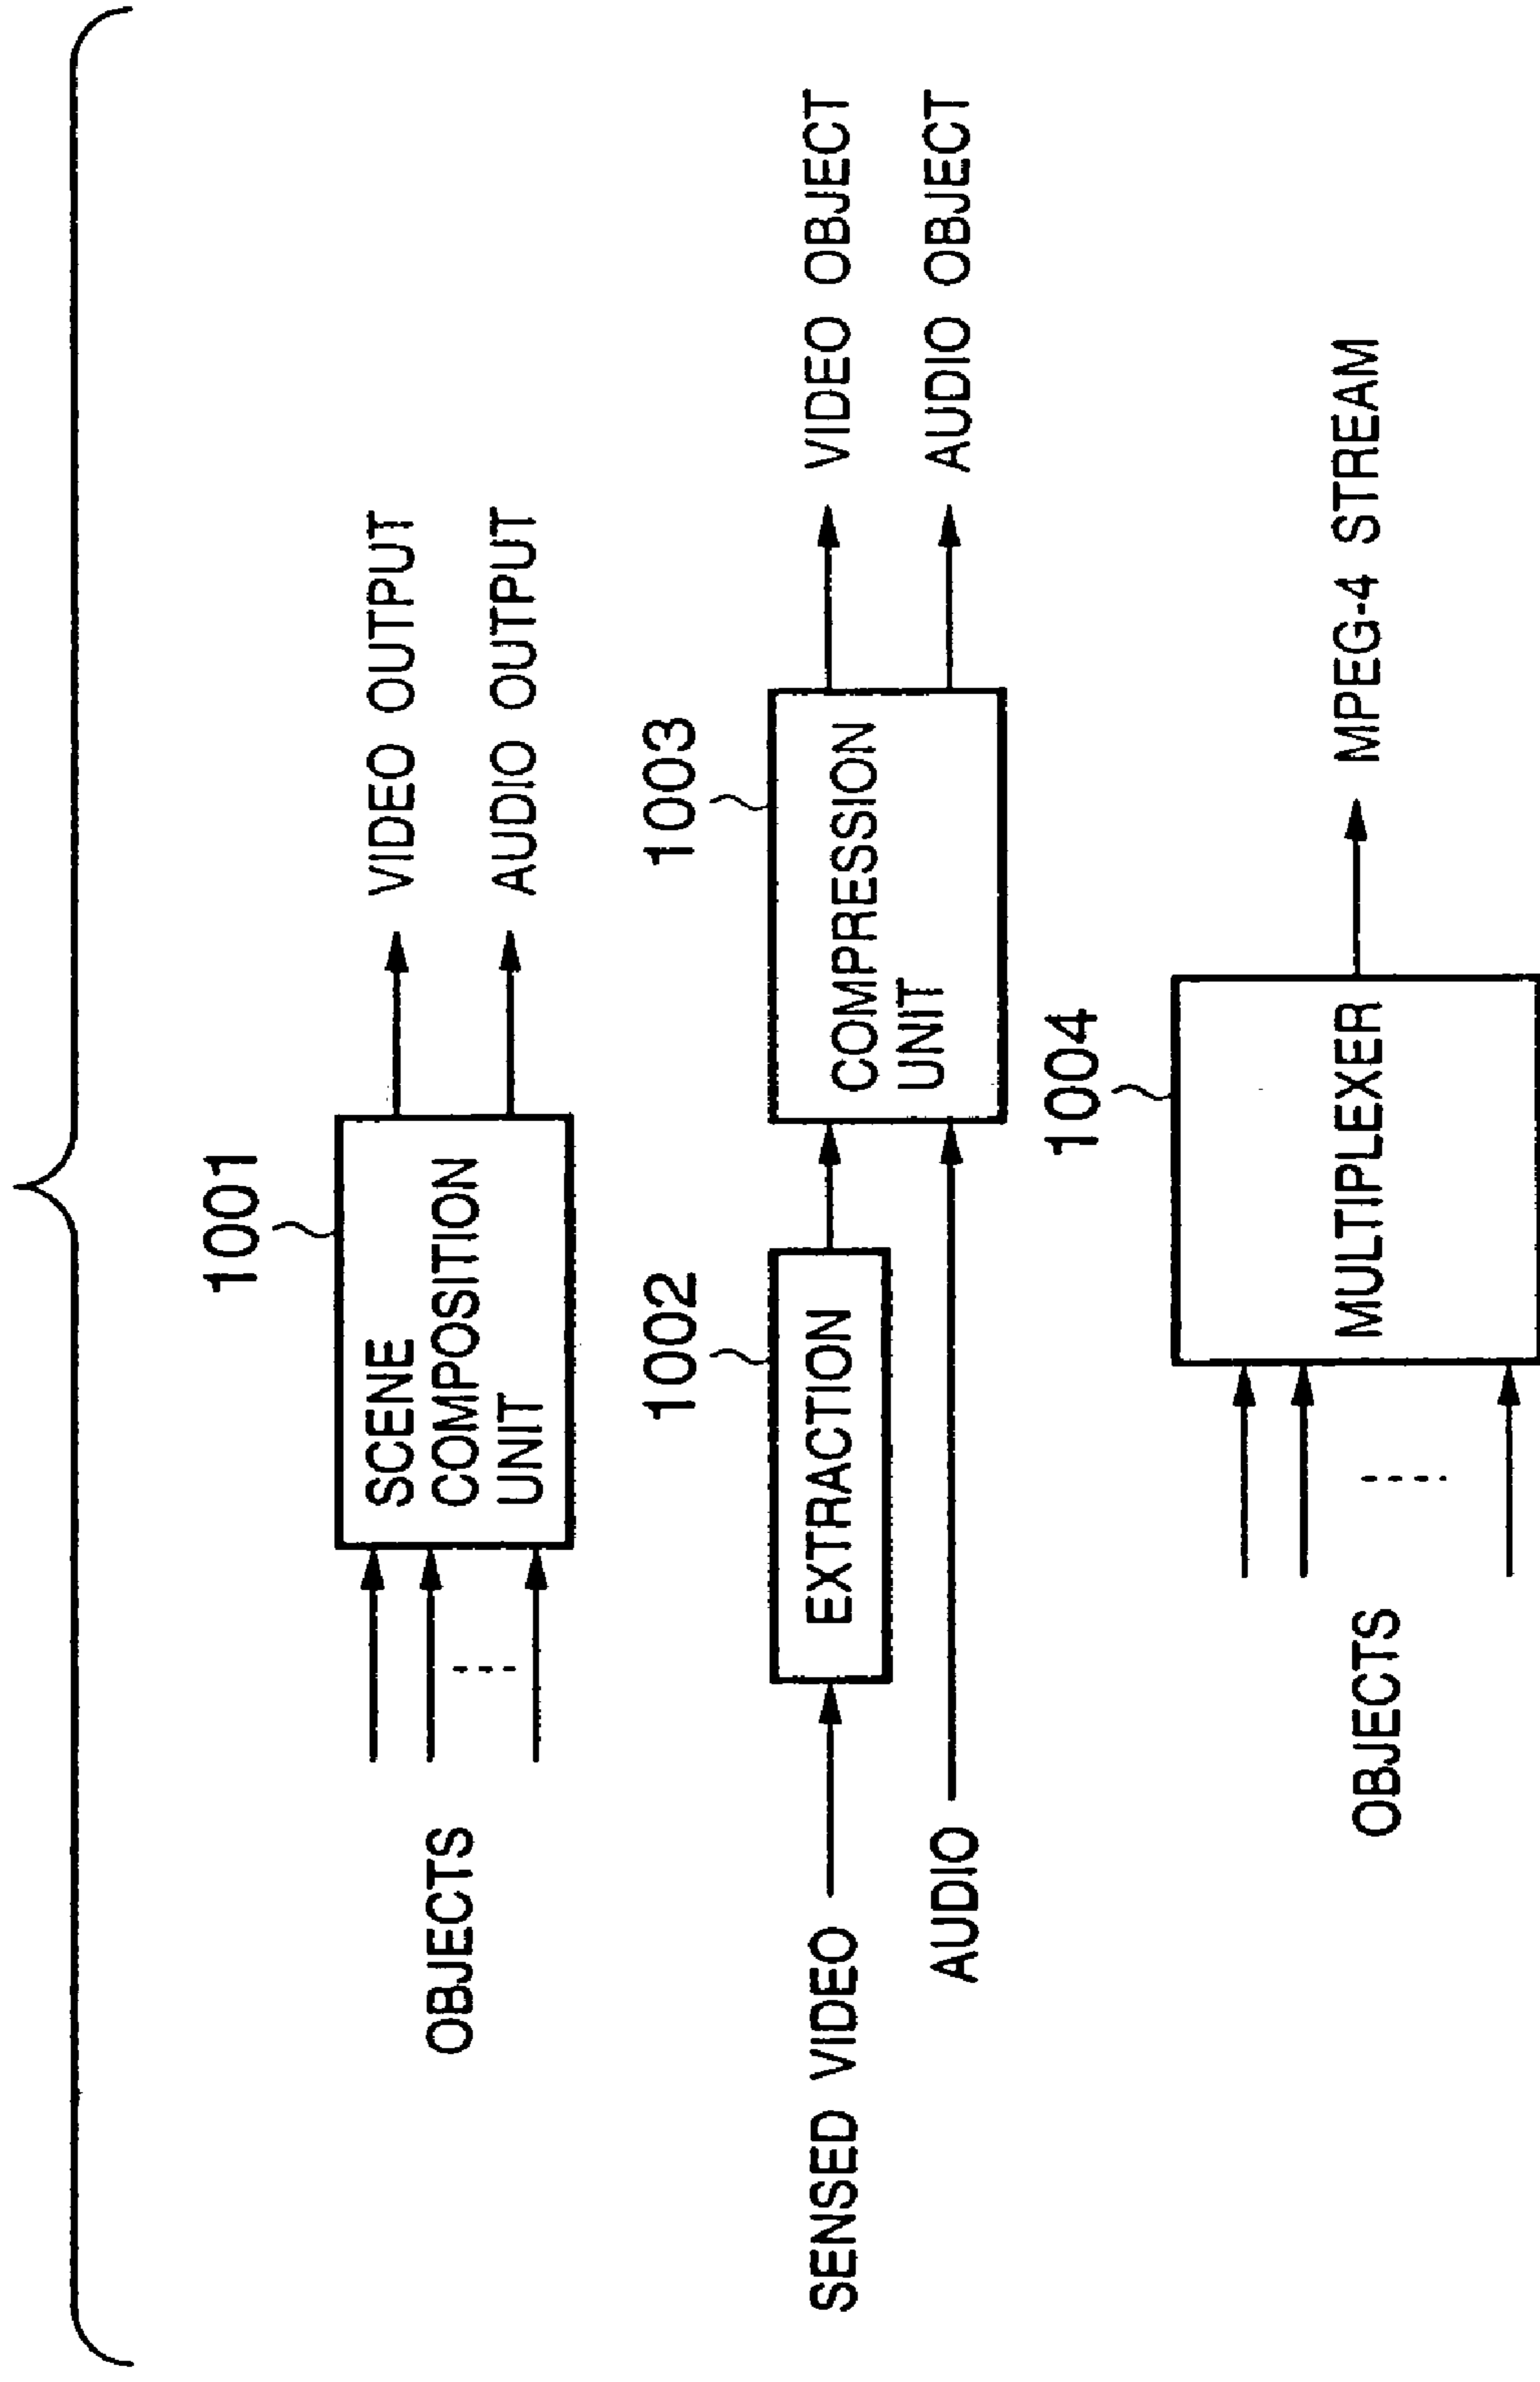 1001
OBJECTS
SCENE
COMPOSITION
UNIT
VIDEO OUTPUT
AUDIO OUTPUT
1002
1003
SENSED VIDEO
EXTRACTION
COMPRESSION
UNIT
VIDEO OBJECT
AUDIO
AUDIO OBJECT
1004
OBJECTS
MULTIPLEXER
MPEG-4 STREAM